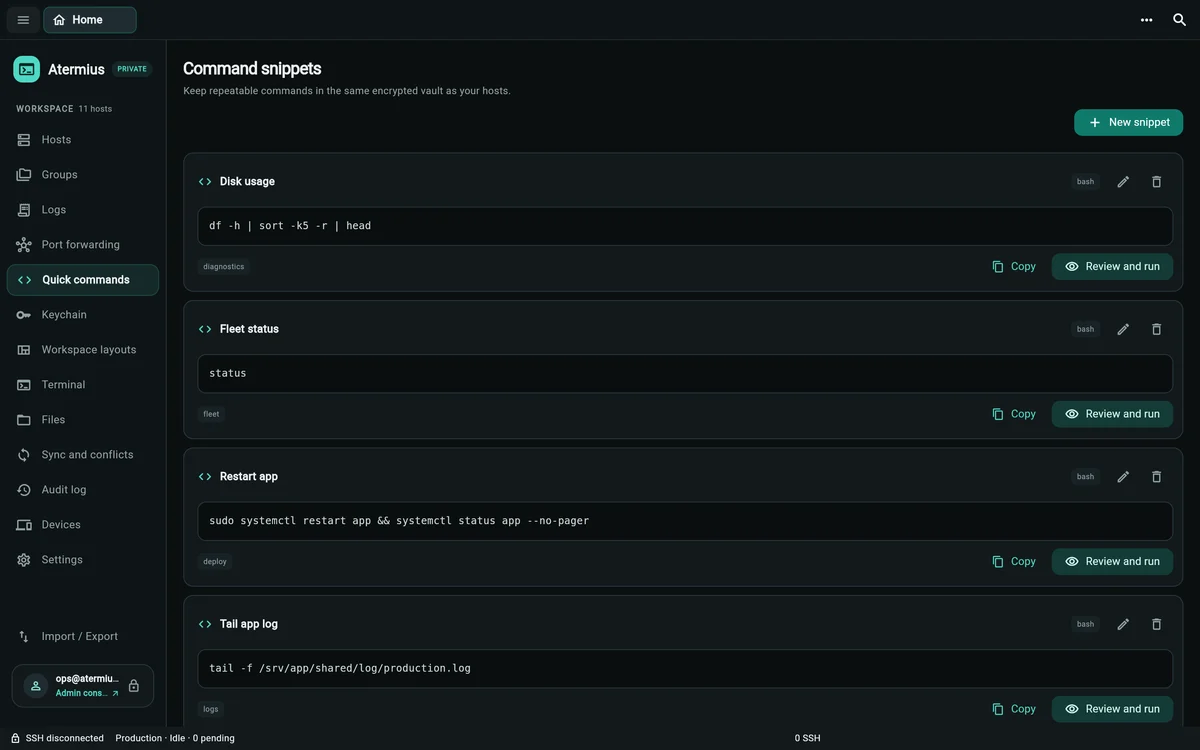 Home
Atermius PRIVATE
WORKSPACE 11 hosts
Hosts
Groups
Logs
Port forwarding
Quick commands
Keychain
Workspace layouts
Terminal
Files
Sync and conflicts
Audit log
Devices
Settings
Import / Export
ops@atermiu...
Admin cons...
Command snippets
Keep repeatable commands in the same encrypted vault as your hosts.
New snippet
Disk usage bash
df -h | sort -k5 -r | head
diagnostics Copy Review and run
Fleet status bash
status
fleet Copy Review and run
Restart app bash
sudo systemctl restart app && systemctl status app --no-pager
deploy Copy Review and run
Tail app log bash
tail -f /srv/app/shared/log/production.log
logs Copy Review and run
SSH disconnected Production · Idle · 0 pending 0 SSH